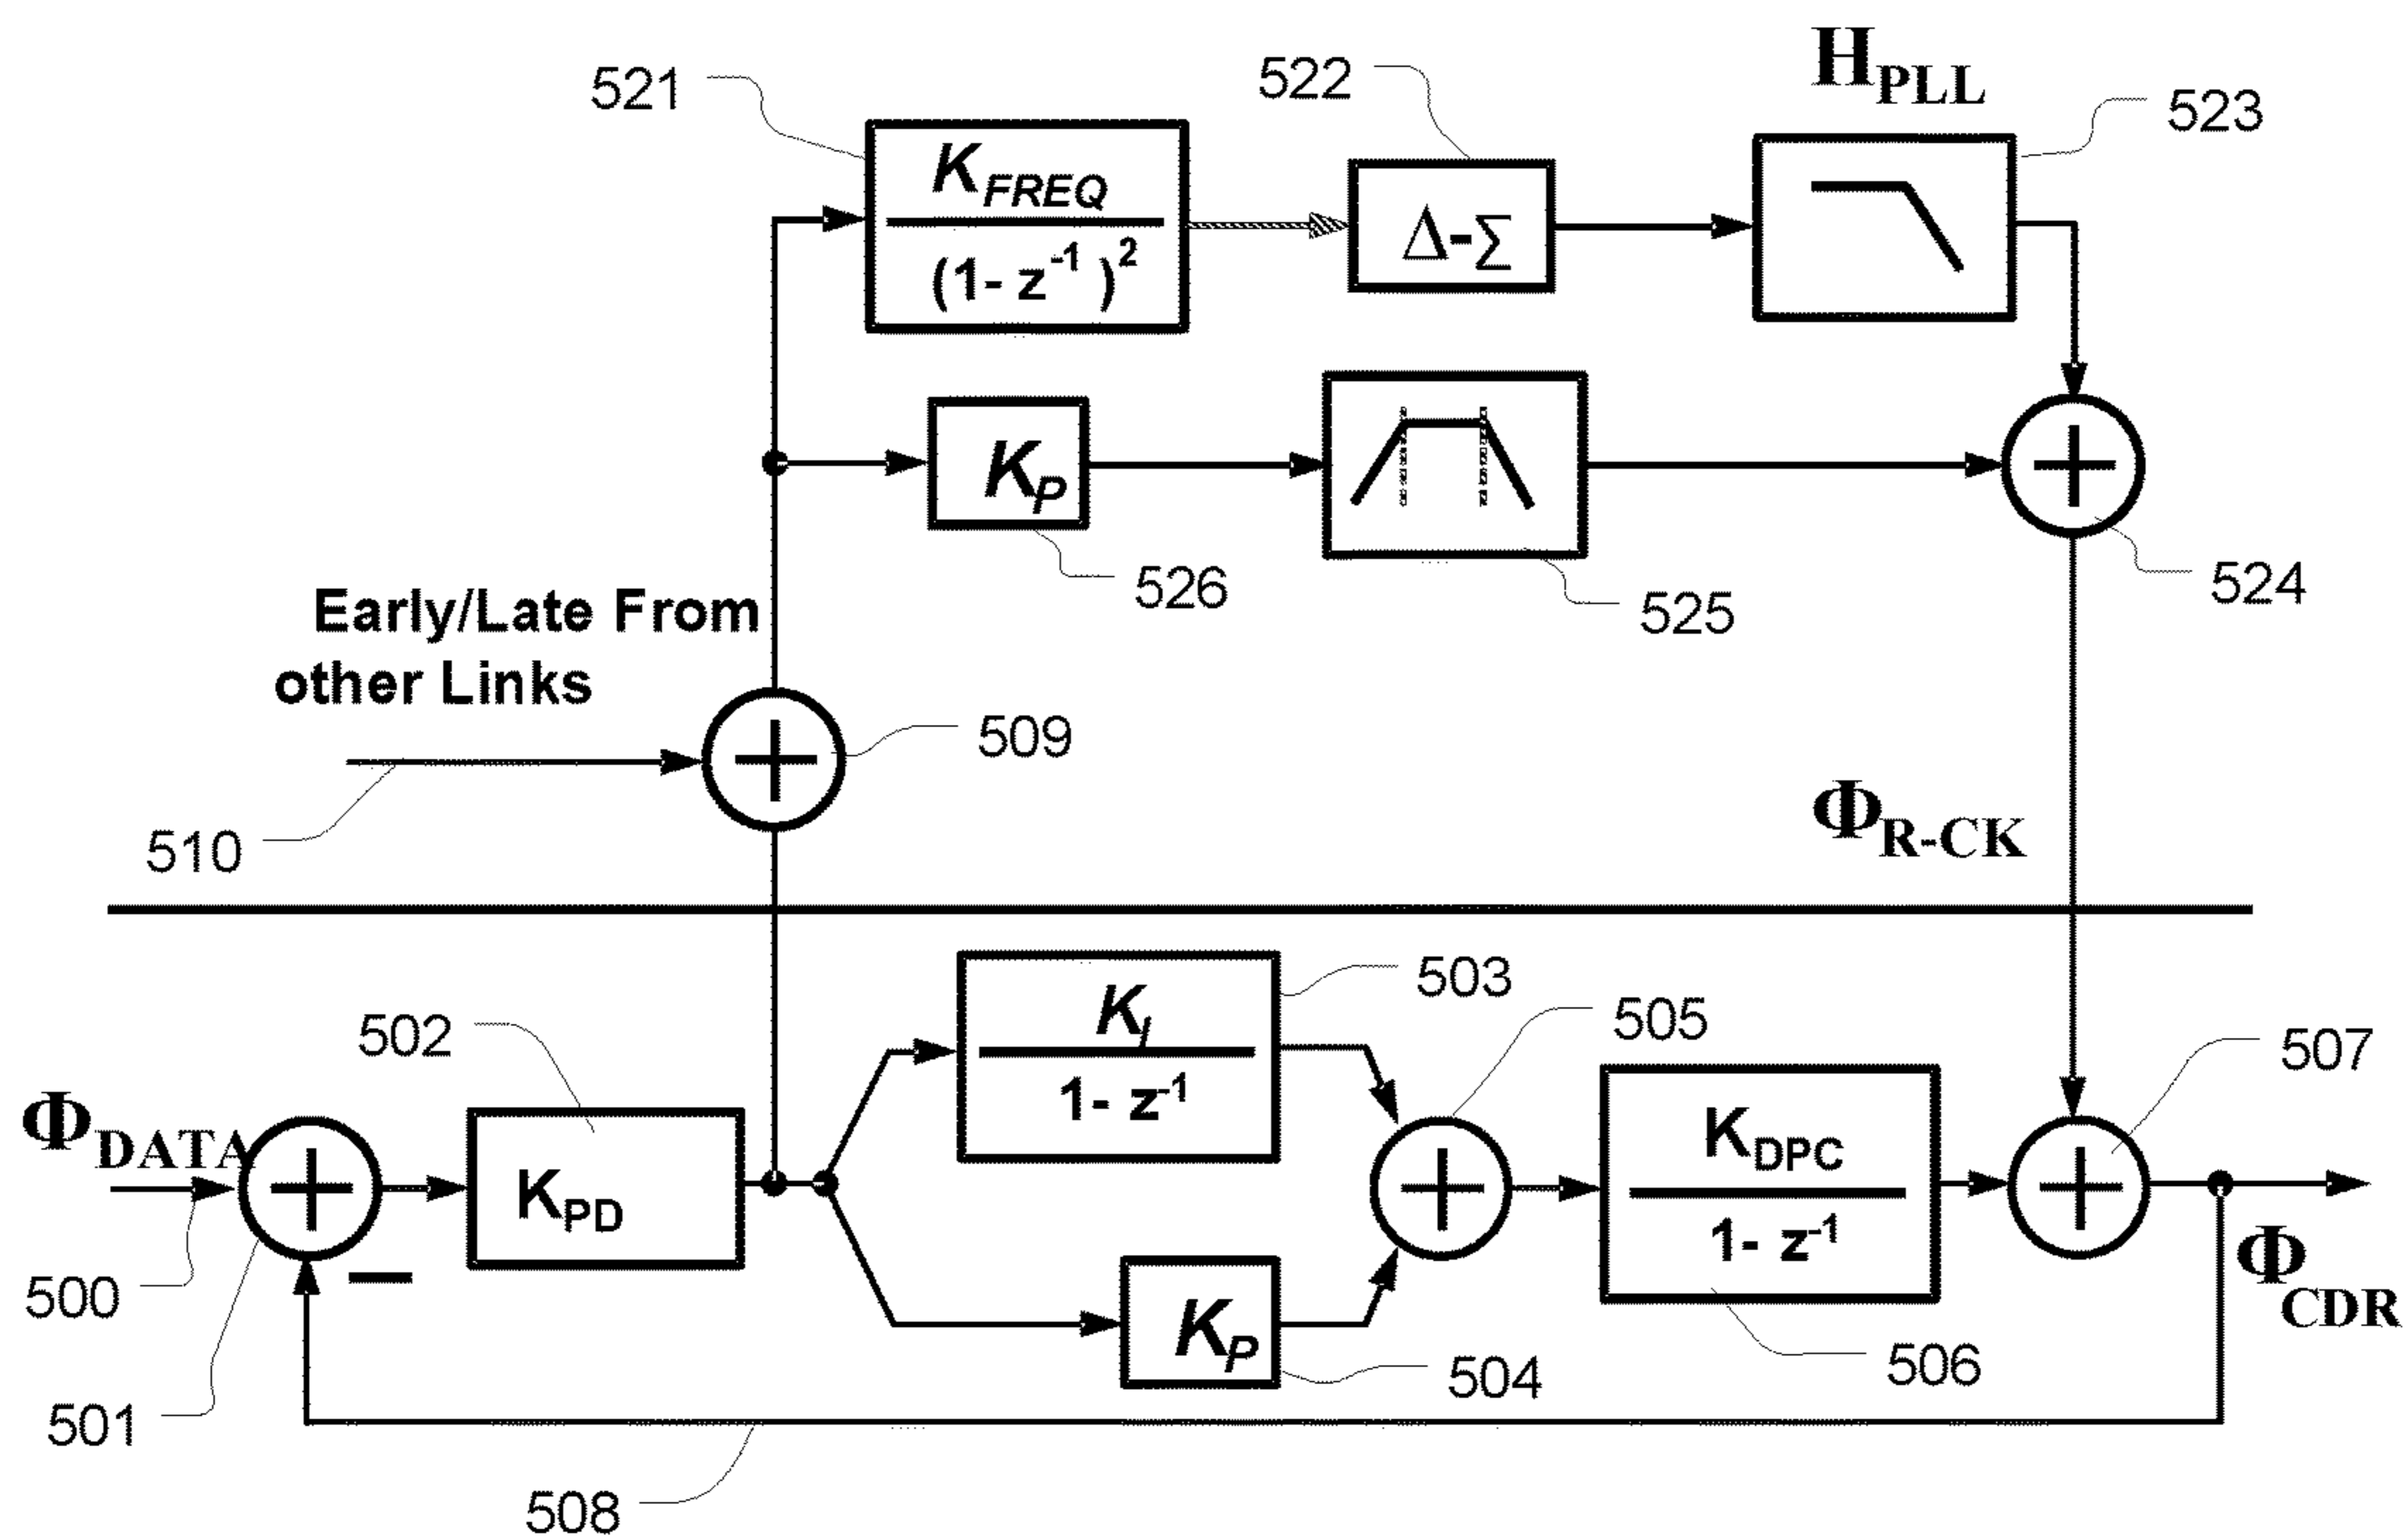 H_PLL
521
522
523
K_FREQ
(1- z^-1 )^2
Δ-Σ
K_P
526
525
524
Early/Late From
other Links
509
510
Φ_R-CK
503
505
507
502
K_I
1- z^-1
Φ_DATA
K_PD
K_DPC
1- z^-1
500
K_P
504
506
Φ_CDR
501
508